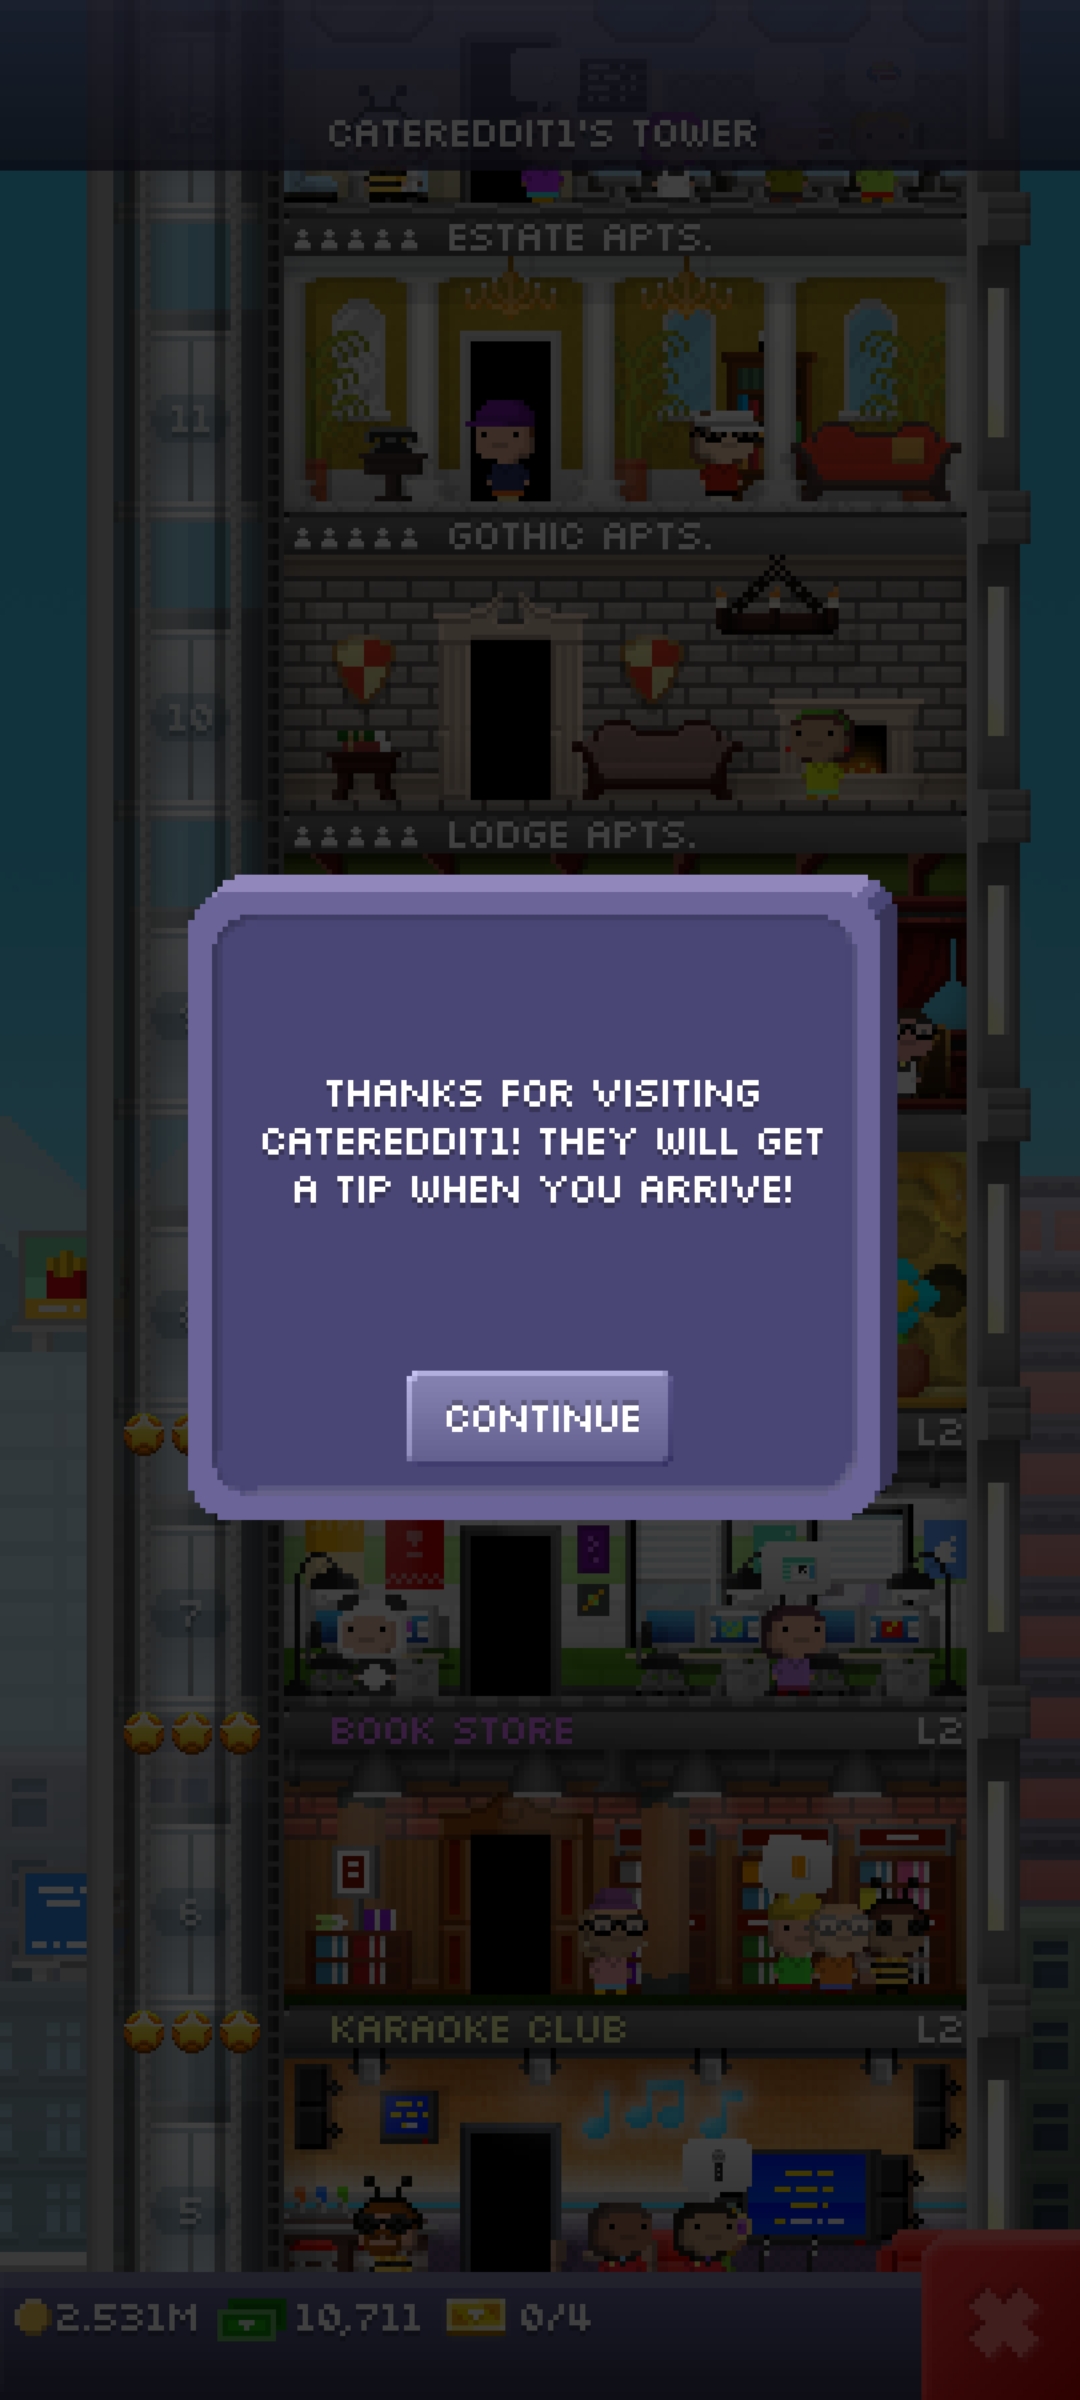 CATEREDDIT1'S TOWER
ESTATE APTS.
11
GOTHIC APTS.
10
LODGE APTS.
THANKS FOR VISITING
CATEREDDIT1! THEY WILL GET
A TIP WHEN YOU ARRIVE!
CONTINUE
L2
7
BOOK STORE L2
6
KARAOKE CLUB L2
5
2.531M 10,711 0/4